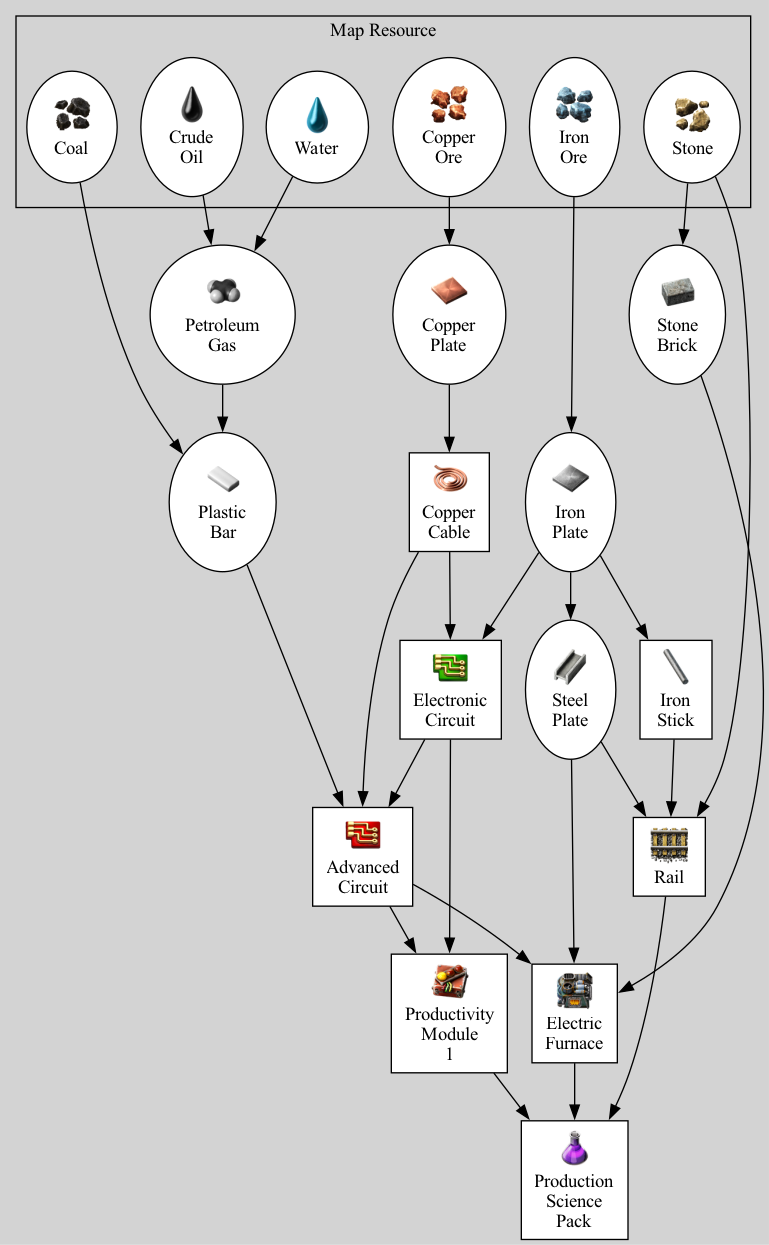 Map Resource
Coal
Crude
Oil
Water
Copper
Ore
Iron
Ore
Stone
Petroleum
Gas
Copper
Plate
Stone
Brick
Plastic
Bar
Copper
Cable
Iron
Plate
Electronic
Circuit
Steel
Plate
Iron
Stick
Advanced
Circuit
Rail
Productivity
Module
1
Electric
Furnace
Production
Science
Pack